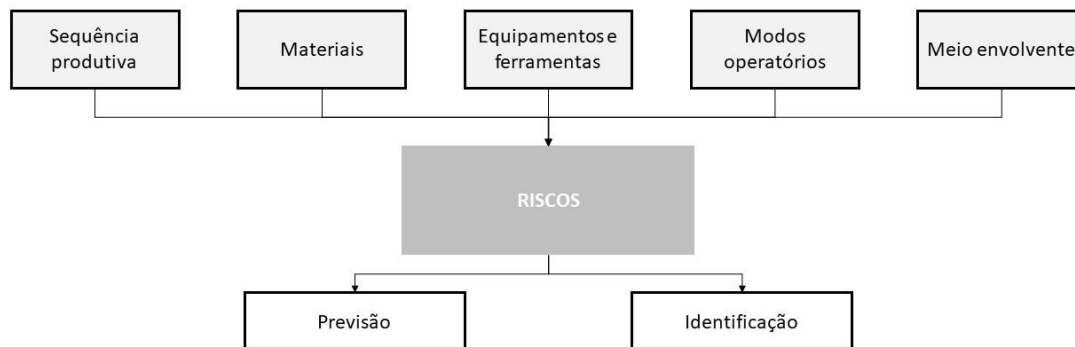 Sequência
produtiva
Materiais
Equipamentos e
ferramentas
Modos
operatórios
Meio envolvente
RISCOS
Previsão
Identificação